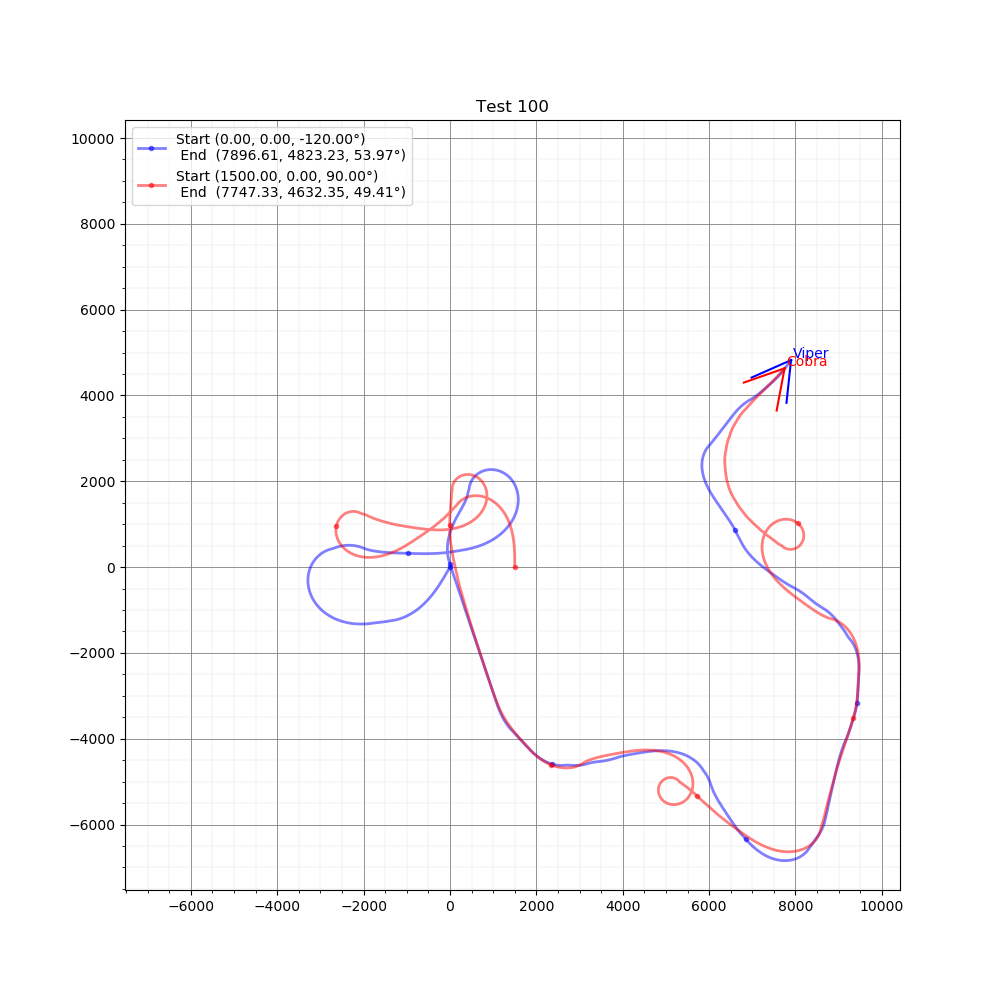 Test 100
Start (0.00, 0.00, -120.00°)
End (7896.61, 4823.23, 53.97°)
Start (1500.00, 0.00, 90.00°)
End (7747.33, 4632.35, 49.41°)
10000
8000
6000
4000
2000
0
−2000
−4000
−6000
Viper
Cobra
−6000 −4000 −2000 0 2000 4000 6000 8000 10000